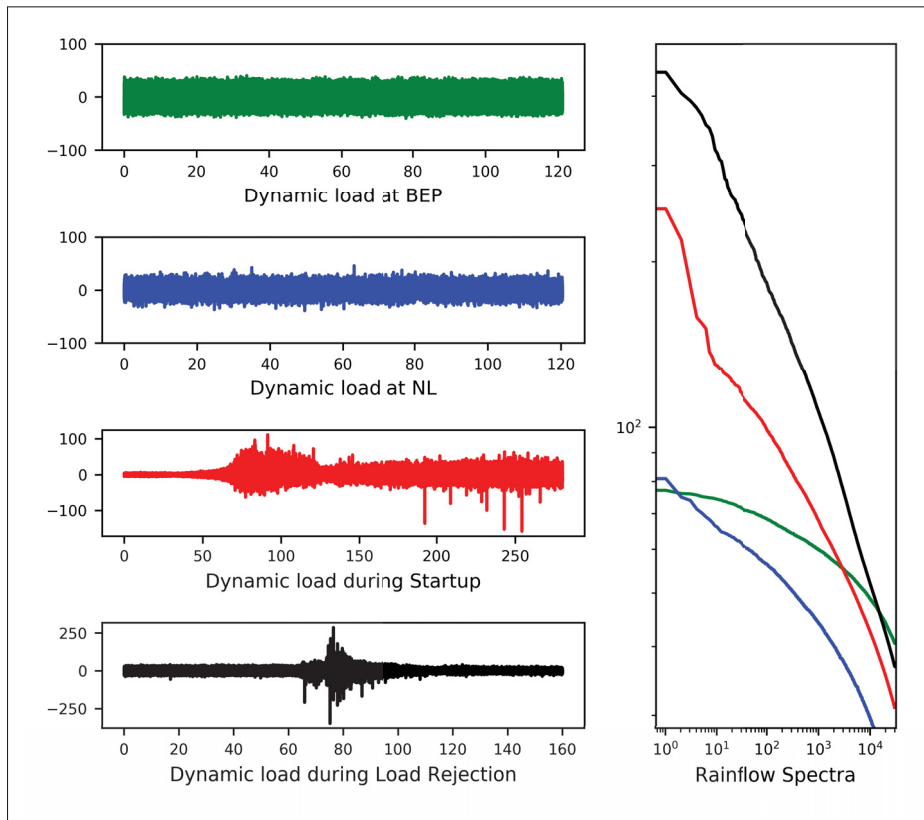 100
0
−100
0 20 40 60 80 100 120
Dynamic load at BEP
100
0
−100
0 20 40 60 80 100 120
Dynamic load at NL
100
0
−100
0 50 100 150 200 250
Dynamic load during Startup
250
0
−250
0 20 40 60 80 100 120 140 160
Dynamic load during Load Rejection
10²
10⁰ 10¹ 10² 10³ 10⁴
Rainflow Spectra